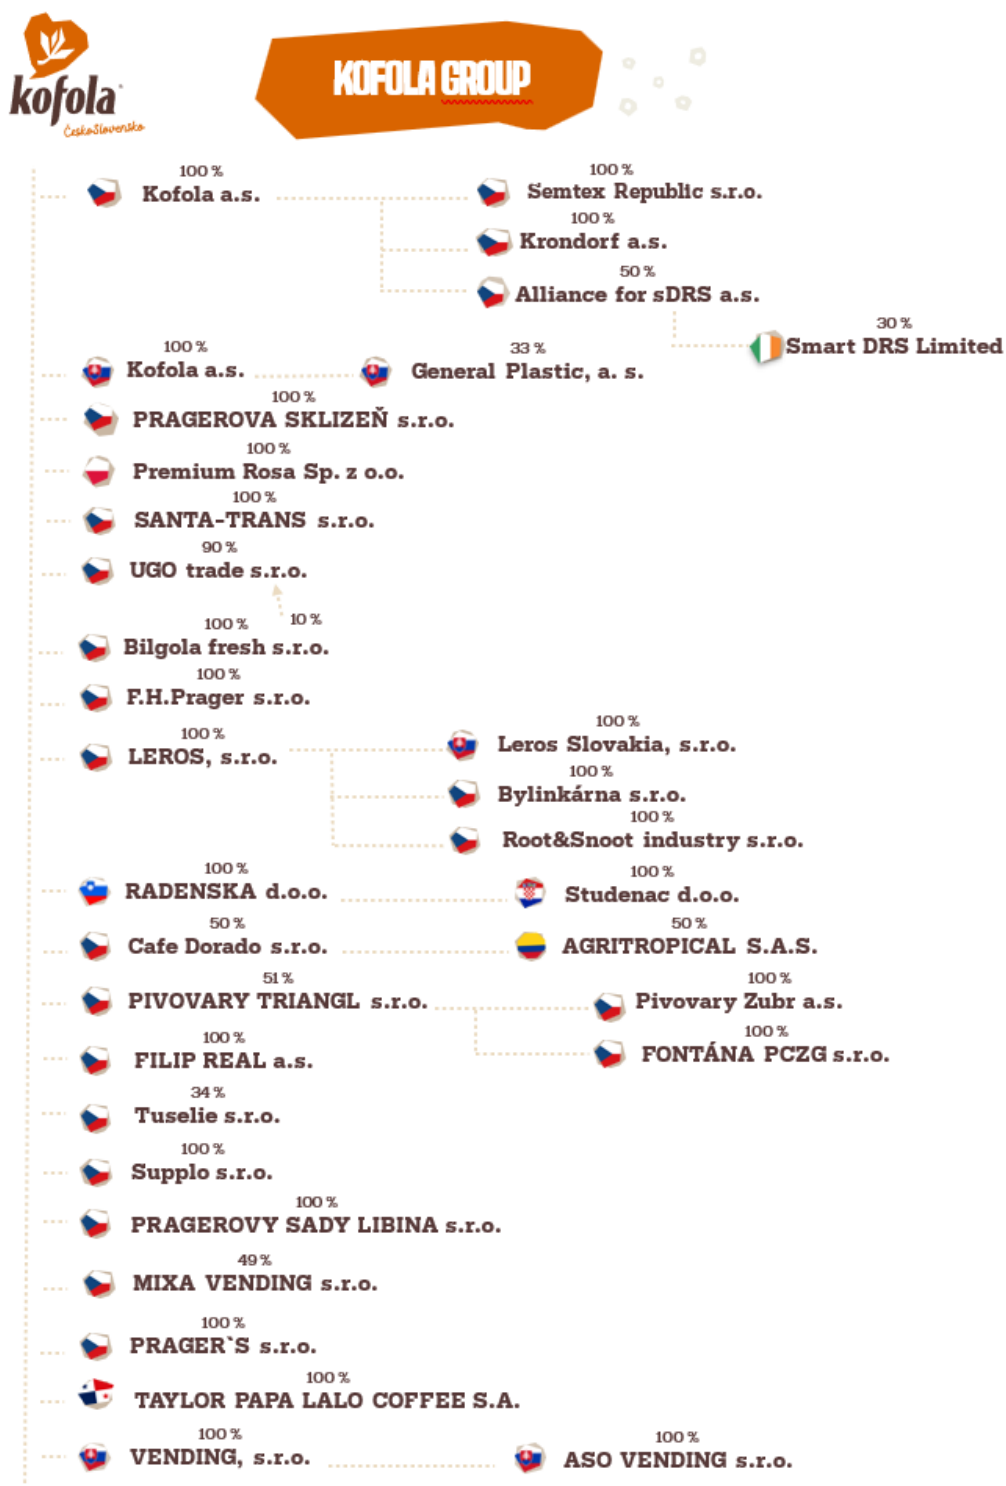 kofola
ČeskoSlovensko
KOFOLA GROUP
100 %
Kofola a.s.
100 %
Semtex Republic s.r.o.
100 %
Krondorf a.s.
50 %
Alliance for sDRS a.s.
30 %
Smart DRS Limited
100 %
Kofola a.s.
33 %
General Plastic, a. s.
100 %
PRAGEROVA SKLIZEŇ s.r.o.
100 %
Premium Rosa Sp. z o.o.
100 %
SANTA-TRANS s.r.o.
90 %
UGO trade s.r.o.
10 %
100 %
Bilgola fresh s.r.o.
100 %
F.H.Prager s.r.o.
100 %
LEROS, s.r.o.
100 %
Leros Slovakia, s.r.o.
100 %
Bylinkárna s.r.o.
100 %
Root&Snoot industry s.r.o.
100 %
RADENSKA d.o.o.
100 %
Studenac d.o.o.
50 %
Cafe Dorado s.r.o.
50 %
AGRITROPICAL S.A.S.
51 %
PIVOVARY TRIANGL s.r.o.
100 %
Pivovary Zubr a.s.
100 %
FONTÁNA PCZG s.r.o.
100 %
FILIP REAL a.s.
34 %
Tuselie s.r.o.
100 %
Supplo s.r.o.
100 %
PRAGEROVY SADY LIBINA s.r.o.
49 %
MIXA VENDING s.r.o.
100 %
PRAGER`S s.r.o.
100 %
TAYLOR PAPA LALO COFFEE S.A.
100 %
VENDING, s.r.o.
100 %
ASO VENDING s.r.o.